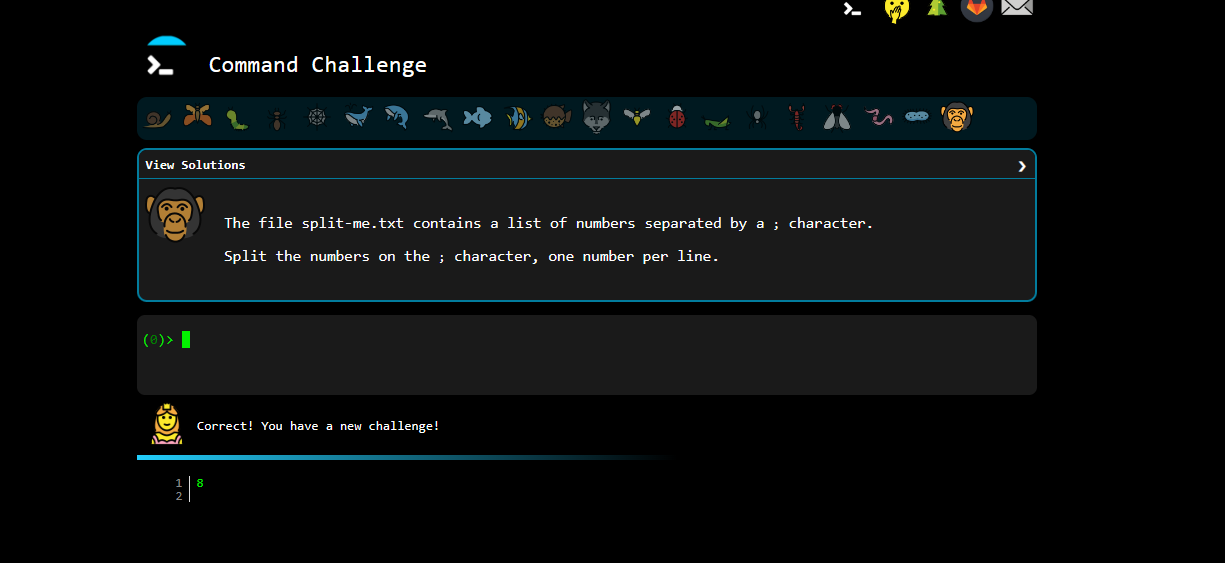 Command Challenge
View Solutions
The file split-me.txt contains a list of numbers separated by a ; character.
Split the numbers on the ; character, one number per line.
(0)>
Correct! You have a new challenge!
1 8
2